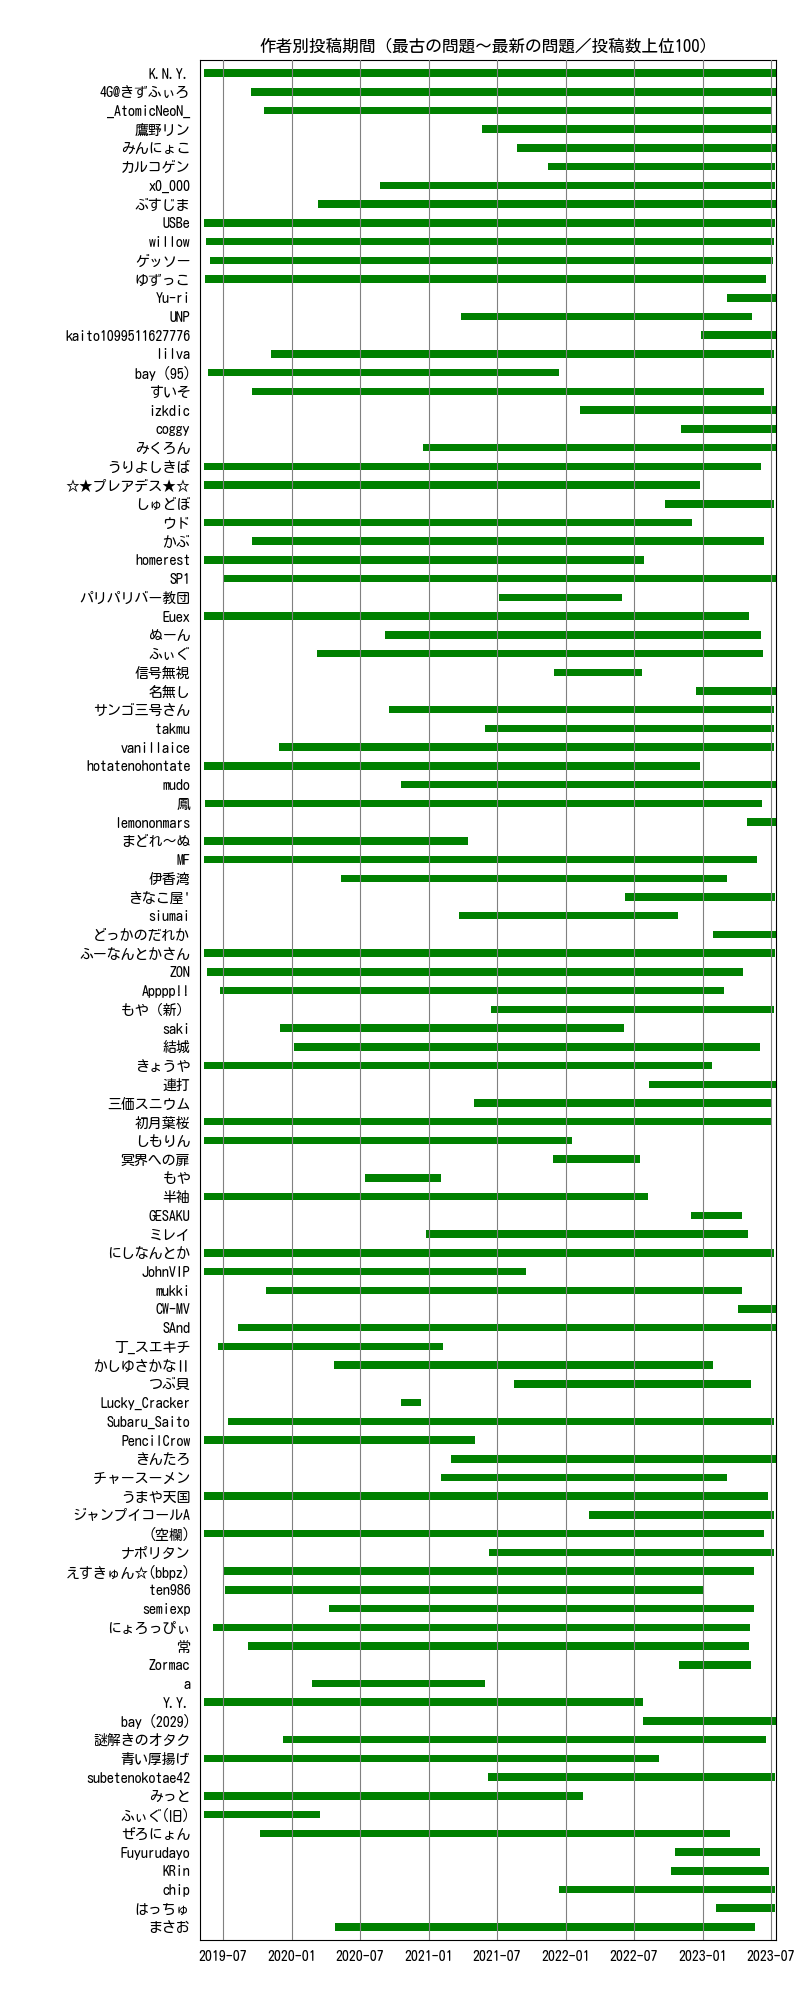 作者別投稿期間（最古の問題～最新の問題／投稿数上位100）
K.N.Y.
4G@きずふぃろ
_AtomicNeoN_
鷹野リン
みんにょこ
カルコゲン
x0_000
ぶすじま
USBe
willow
ゲッソー
ゆずっこ
Yu-ri
UNP
kaito1099511627776
lilva
bay (95)
すいそ
izkdic
coggy
みくろん
うりよしきば
☆★プレアデス★☆
しゅどぼ
ウド
かぶ
homerest
SP1
パリパリバー教団
Euex
ぬーん
ふぃぐ
信号無視
名無し
サンゴ三号さん
takmu
vanillaice
hotatenohontate
mudo
鳳
lemononmars
まどれ～ぬ
MF
伊香湾
きなこ屋'
siumai
どっかのだれか
ふーなんとかさん
ZON
AppppII
もや（新）
saki
結城
きょうや
連打
三価スニウム
初月葉桜
しもりん
冥界への扉
もや
半袖
GESAKU
ミレイ
にしなんとか
JohnVIP
mukki
CW-MV
SAnd
丁_スエキチ
かしゆさかなII
つぶ貝
Lucky_Cracker
Subaru_Saito
PencilCrow
きんたろ
チャースーメン
うまや天国
ジャンプイコールA
(空欄)
ナポリタン
えすきゅん☆(bbpz)
ten986
semiexp
にょろっぴぃ
常
Zormac
a
Y.Y.
bay (2029)
謎解きのオタク
青い厚揚げ
subetenokotae42
みっと
ふぃぐ(旧)
ぜろにょん
Fuyurudayo
KRin
chip
はっちゅ
まさお
2019-07 2020-01 2020-07 2021-01 2021-07 2022-01 2022-07 2023-01 2023-07